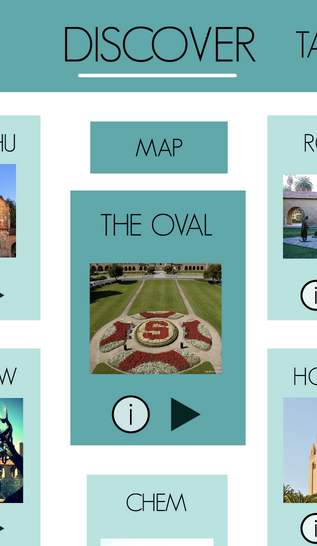 DISCOVER
MAP
THE OVAL
S
i
CHEM